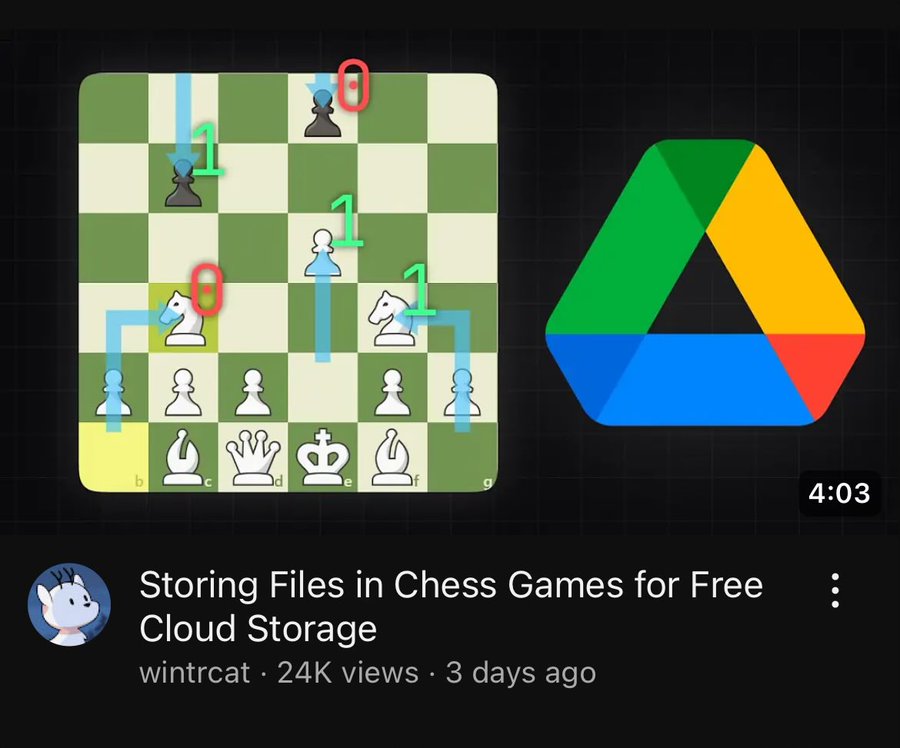 0
1
1
0
1
b c d e f g
4:03
Storing Files in Chess Games for Free
Cloud Storage
wintrcat · 24K views · 3 days ago